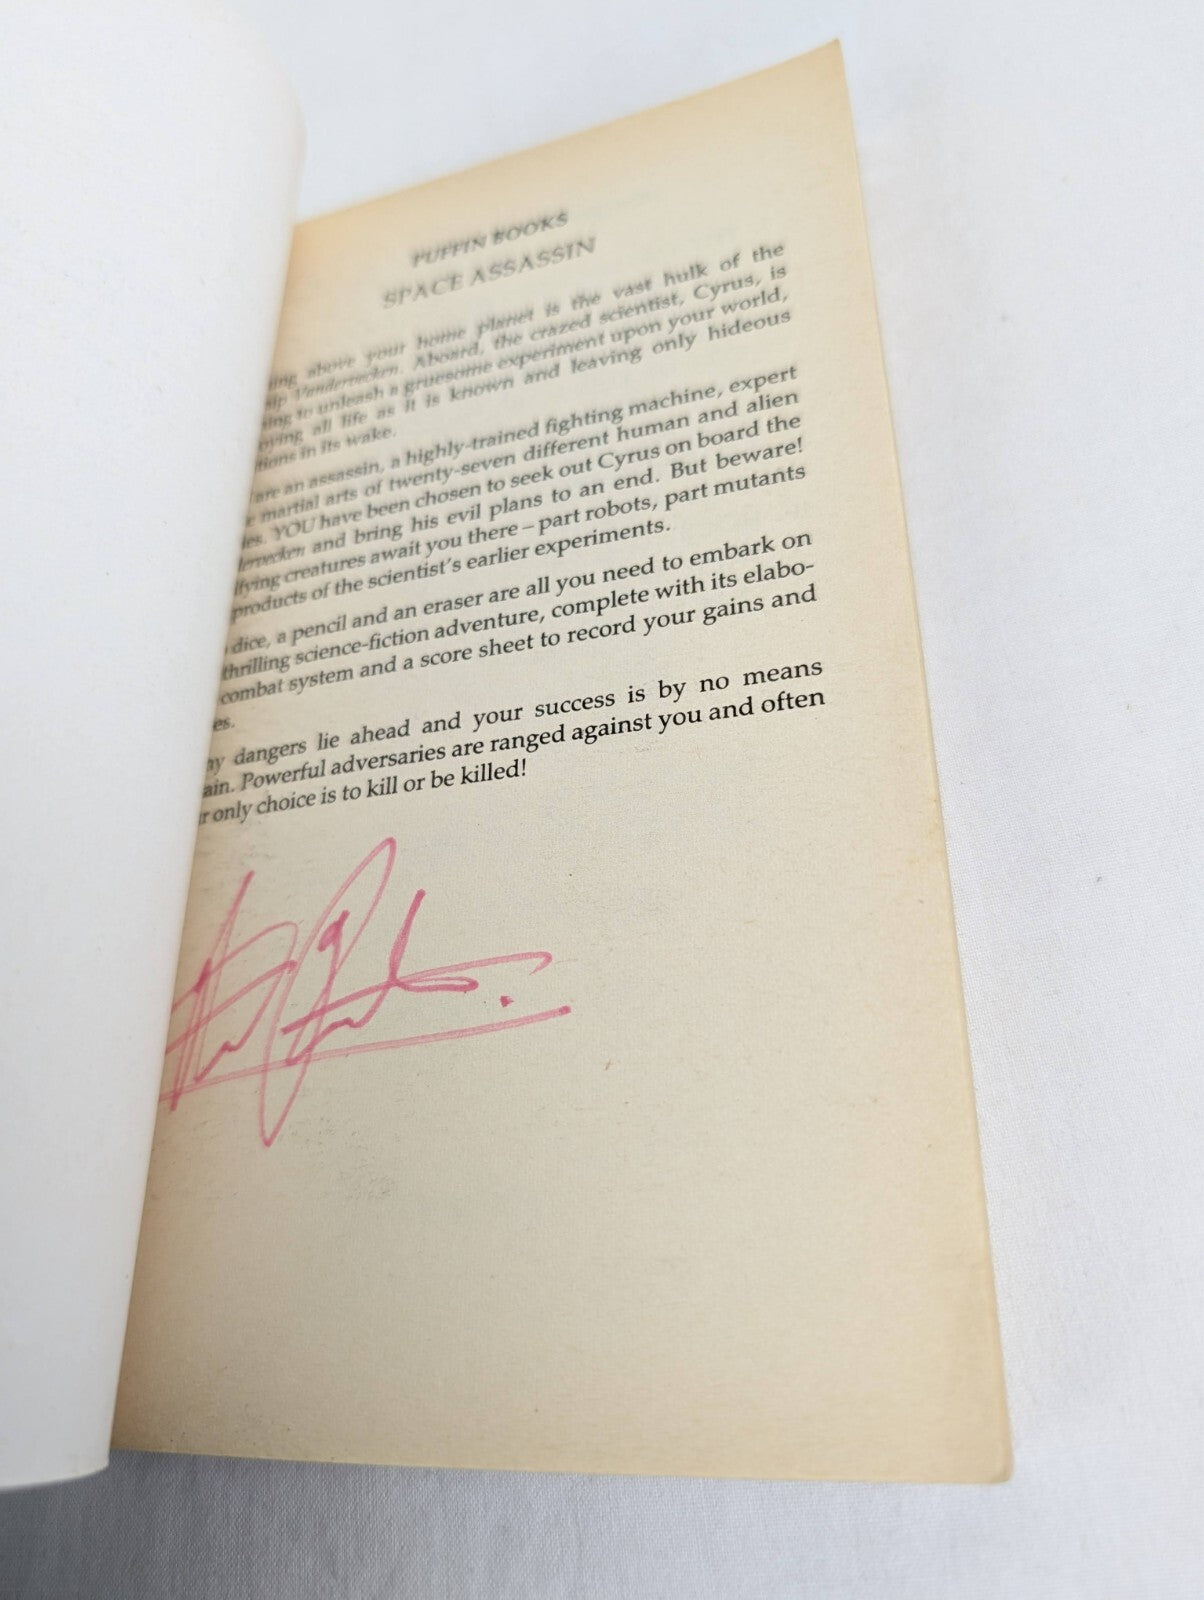 PUFFIN BOOKS
SPACE ASSASSIN
above your home planet is the vast hulk of the
Vandervecken. Aboard, the crazed scientist, Cyrus, is
to unleash a gruesome experiment upon your world,
all life as it is known and leaving only hideous
in its wake.
are an assassin, a highly-trained fighting machine, expert
martial arts of twenty-seven different human and alien
YOU have been chosen to seek out Cyrus on board the
and bring his evil plans to an end. But beware!
creatures await you there – part robots, part mutants
products of the scientist's earlier experiments.
dice, a pencil and an eraser are all you need to embark on
thrilling science-fiction adventure, complete with its elabo-
combat system and a score sheet to record your gains and
es.
dangers lie ahead and your success is by no means
ain. Powerful adversaries are ranged against you and often
only choice is to kill or be killed!